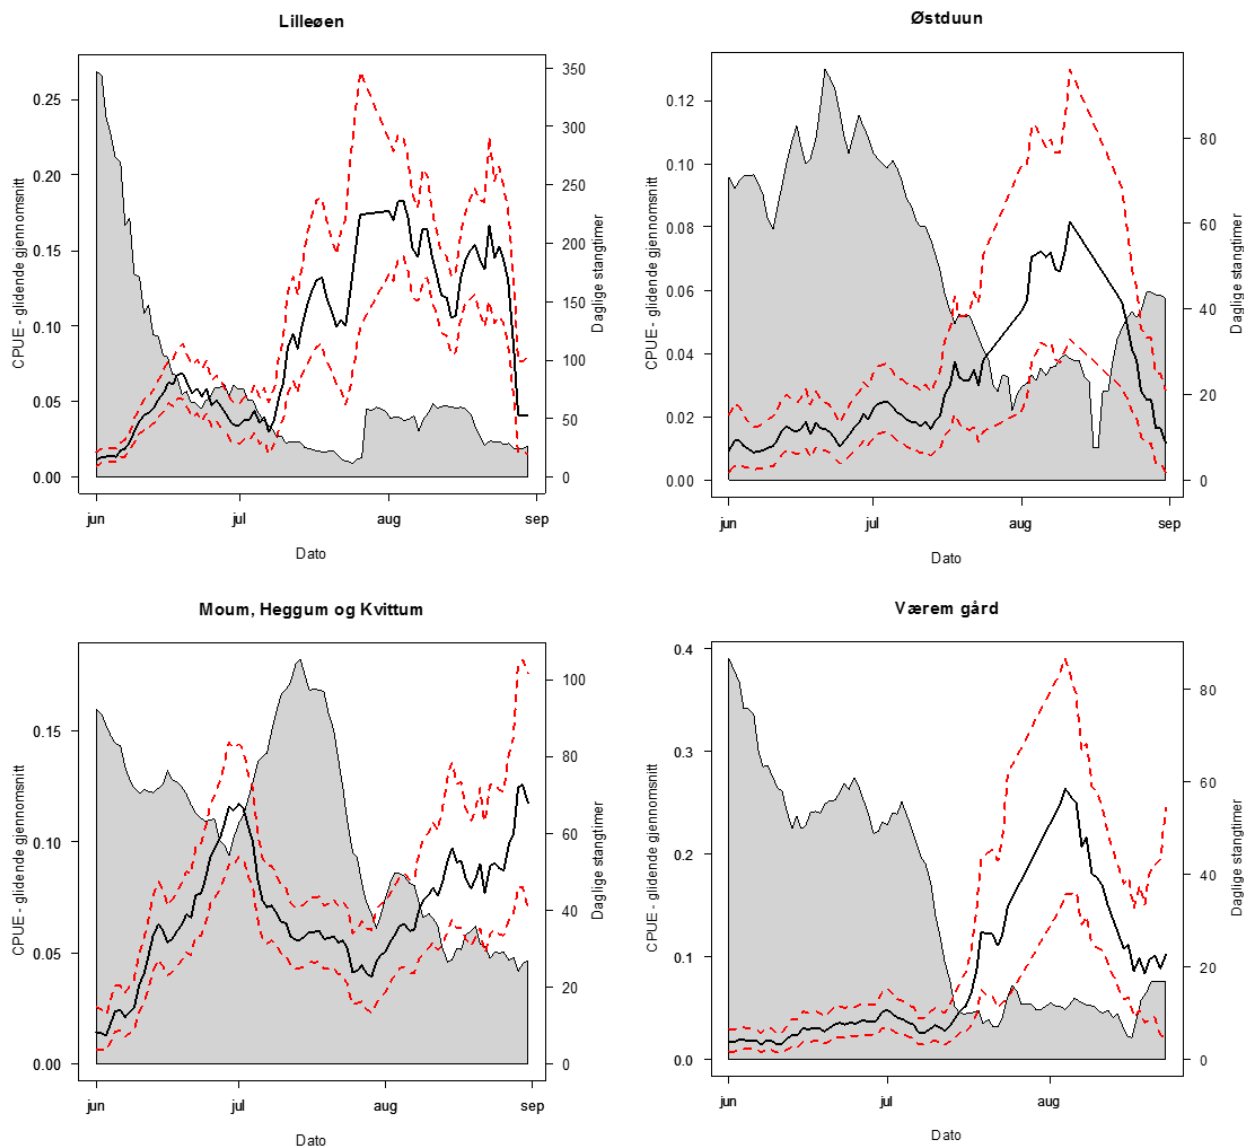 Lilleøen
CPUE - glidende gjennomsnitt
0.25
0.20
0.15
0.10
0.05
0.00
350
300
250
200
150
100
50
0
Daglige stangtimer
jun
jul
aug
sep
Dato
Østduun
CPUE - glidende gjennomsnitt
0.12
0.10
0.08
0.06
0.04
0.02
0.00
80
60
40
20
0
Daglige stangtimer
jun
jul
aug
sep
Dato
Moum, Heggum og Kvittum
CPUE - glidende gjennomsnitt
0.15
0.10
0.05
0.00
100
80
60
40
20
0
Daglige stangtimer
jun
jul
aug
sep
Dato
Værem gård
CPUE - glidende gjennomsnitt
0.4
0.3
0.2
0.1
0.0
80
60
40
20
0
Daglige stangtimer
jun
jul
aug
Dato